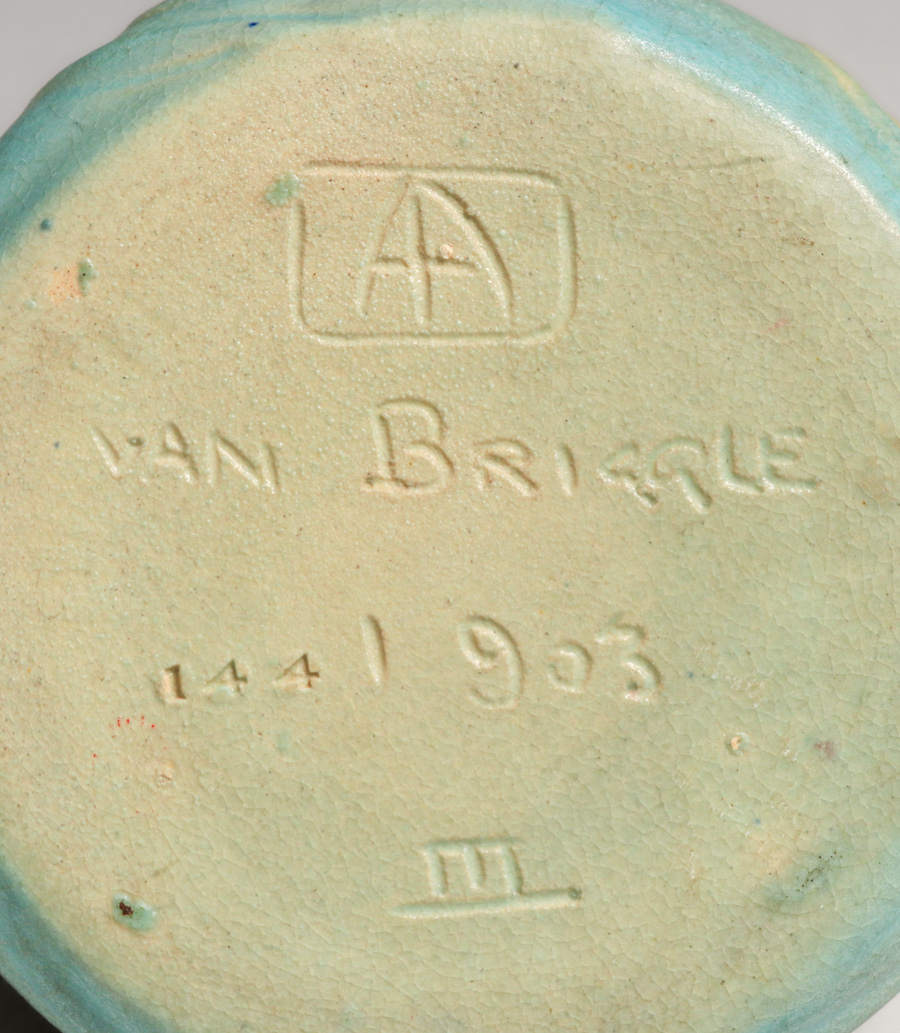 AA
VAN BRIGGLE
144 1903
III